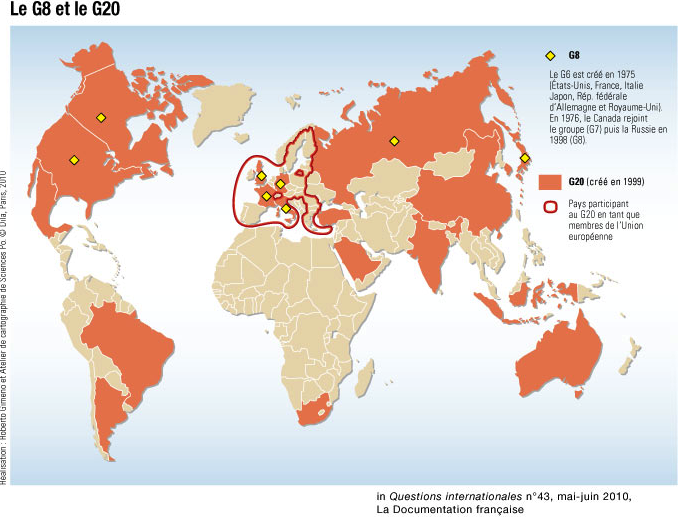 Le G8 et le G20
G8
Le G6 est créé en 1975
(États-Unis, France, Italie
Japon, Rép. fédérale
d'Allemagne et Royaume-Uni).
En 1976, le Canada rejoint
le groupe (G7) puis la Russie en
1998 (G8).
G20 (créé en 1999)
Pays participant
au G20 en tant que
membres de l'Union
européenne
Réalisation : Roberto Gimeno et Atelier de cartographie de Sciences Po. © Dila, Paris, 2010
in Questions internationales n°43, mai-juin 2010,
La Documentation française